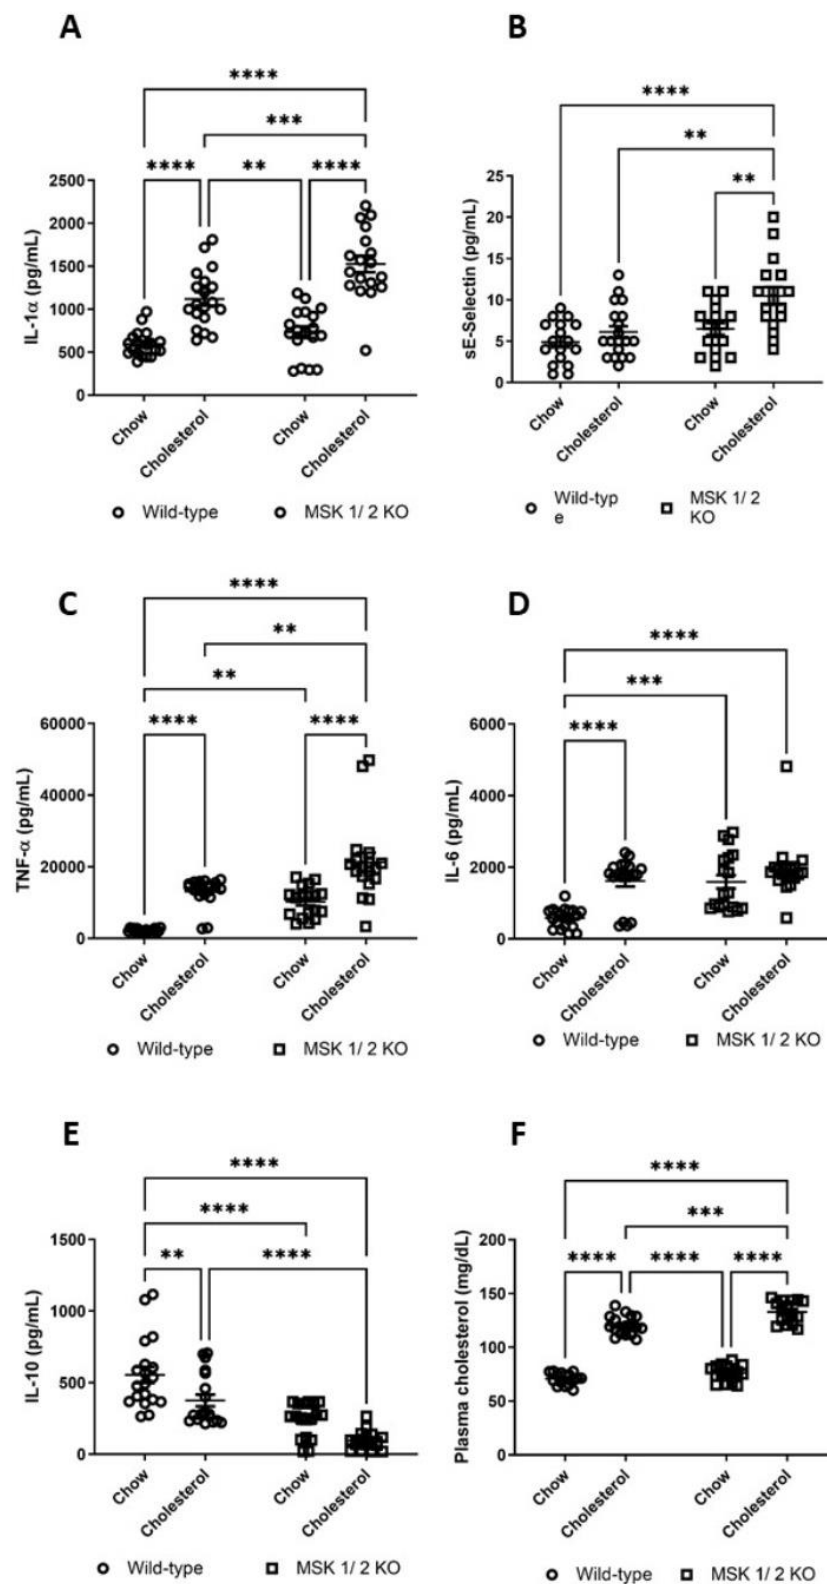 A
****
***
**** ** ****
2500
2000
1500
1000
500
0
IL-1α (pg/mL)
Chow Cholesterol Chow Cholesterol
Wild-type MSK 1/ 2 KO
B
****
**
**
25
20
15
10
5
0
sE-Selectin (pg/mL)
Chow Cholesterol Chow Cholesterol
Wild-typ MSK 1/ 2
e KO
C
****
**
**
**** ****
60000
40000
20000
0
TNF-α (pg/mL)
Chow Cholesterol Chow Cholesterol
Wild-type MSK 1/ 2 KO
D
****
***
****
6000
4000
2000
0
IL-6 (pg/mL)
Chow Cholesterol Chow Cholesterol
Wild-type MSK 1/ 2 KO
E
****
****
** ****
1500
1000
500
0
IL-10 (pg/mL)
Chow Cholesterol Chow Cholesterol
Wild-type MSK 1/ 2 KO
F
****
***
**** **** ****
200
150
100
50
0
Plasma cholesterol (mg/dL)
Chow Cholesterol Chow Cholesterol
Wild-type MSK 1/ 2 KO